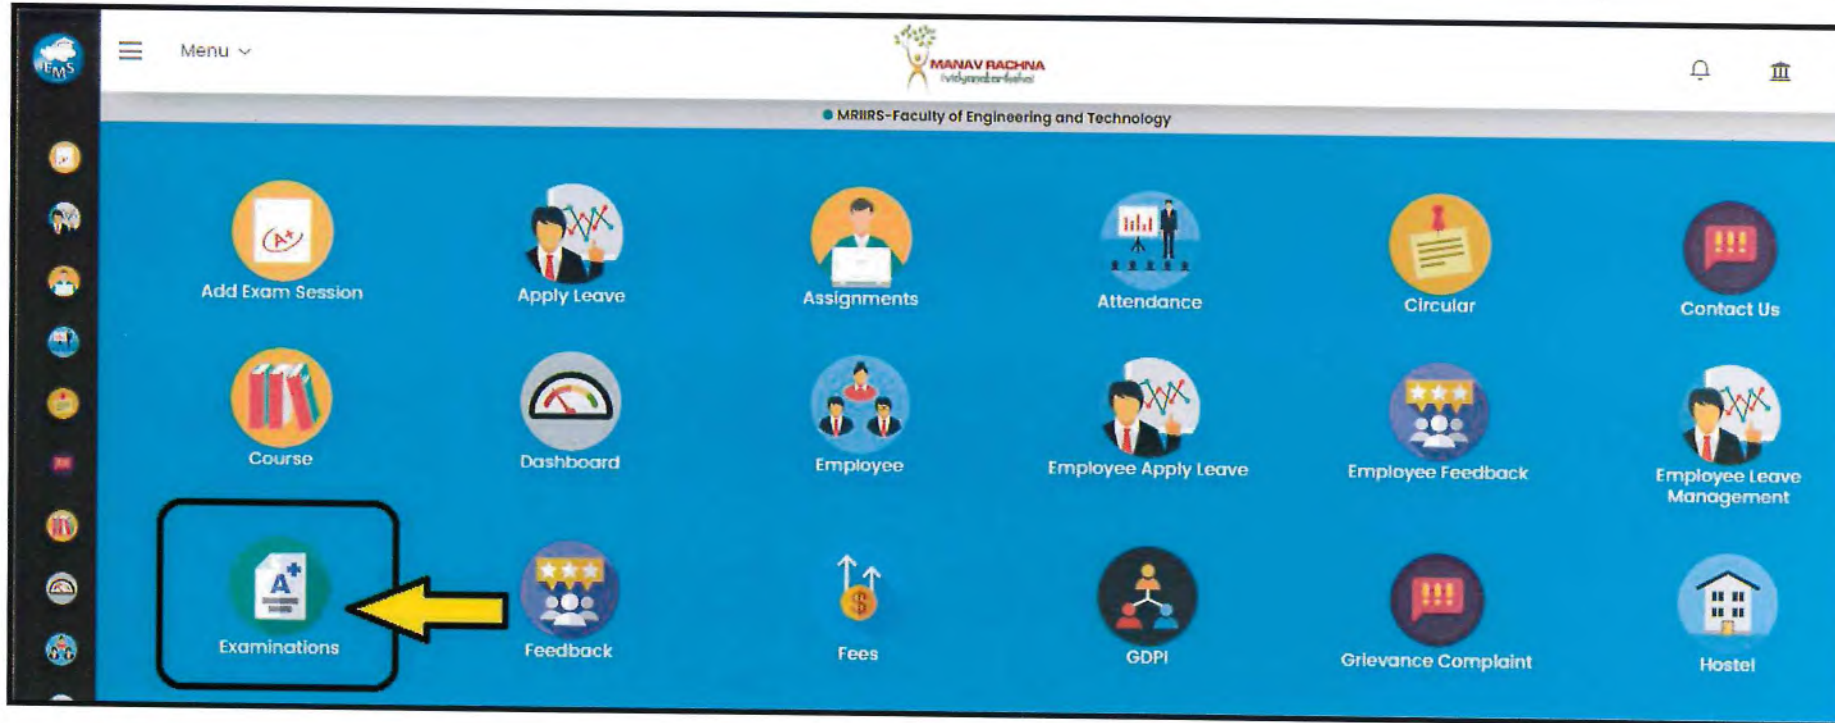 EMS
Menu
MANAV RACHNA
MRIIRS-Faculty of Engineering and Technology
A+
Add Exam Session
Apply Leave
Assignments
Attendance
Circular
!!!
Contact Us
Course
Dashboard
Employee
Employee Apply Leave
Employee Feedback
Employee Leave
Management
A+
Examinations
Feedback
$
Fees
GDPI
!!!
Grievance Complaint
Hostel